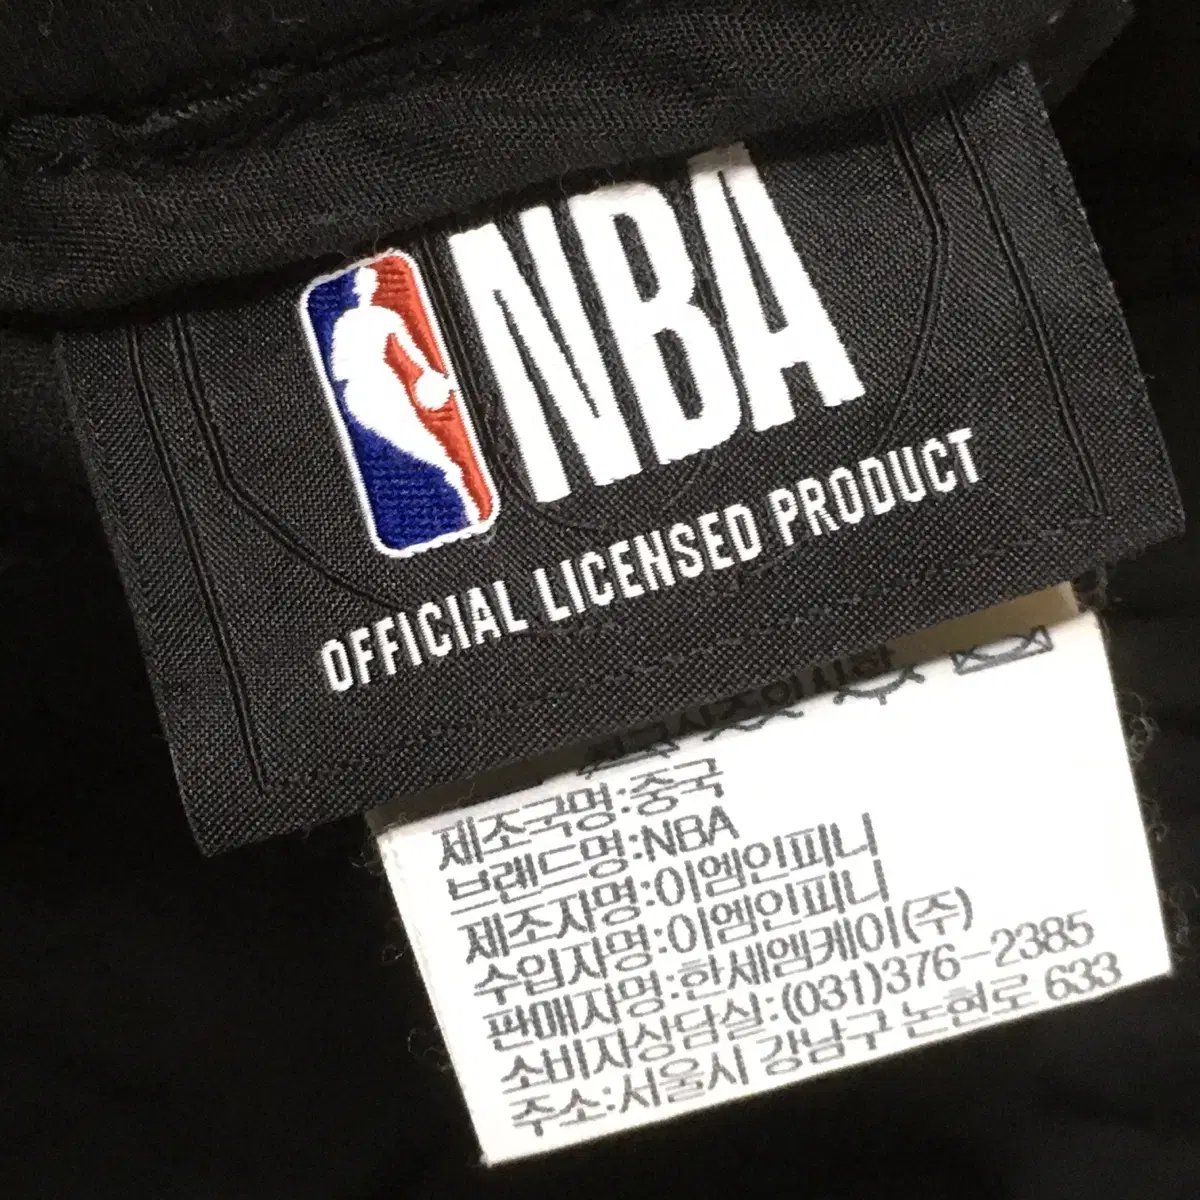 NBA
OFFICIAL LICENSED PRODUCT
제조국명:중국
브랜드명:NBA
제조자명:이엠인피니
수입자명:이엠인피니
판매자명:한세엠케이(주)
소비자상담실:(031)376-2385
주소:서울시 강남구 논현로 633